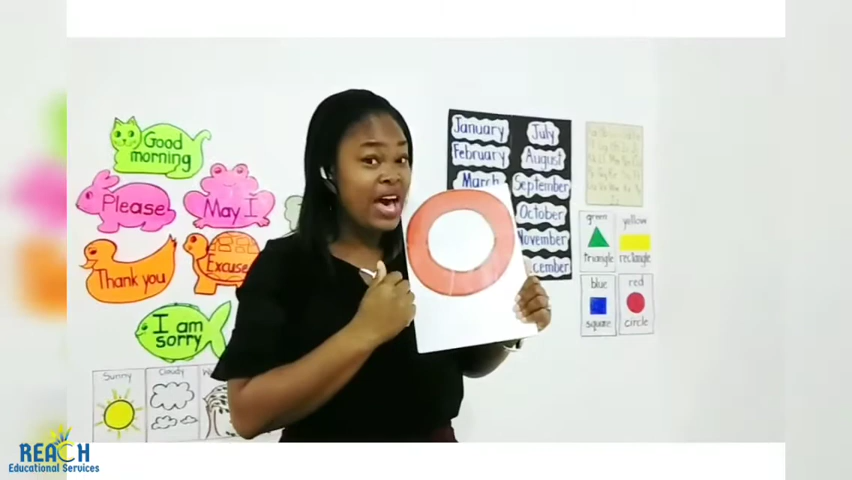 Good
morning
Please
May I
Thank you
Excuse
I am
sorry
Sunny
Cloudy
January
February
March
July
August
September
October
November
green
triangle
yellow
rectangle
blue
square
red
circle
REACH
Educational Services